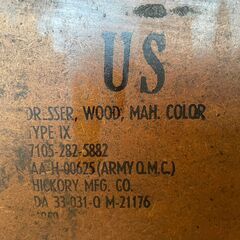 US
DRESSER, WOOD, MAH. COLOR
TYPE IX
7105-282-5882
AA-H-00625 (ARMY Q.M.C.)
HICKORY MFG. CO.
DA 33-031-Q M-21176